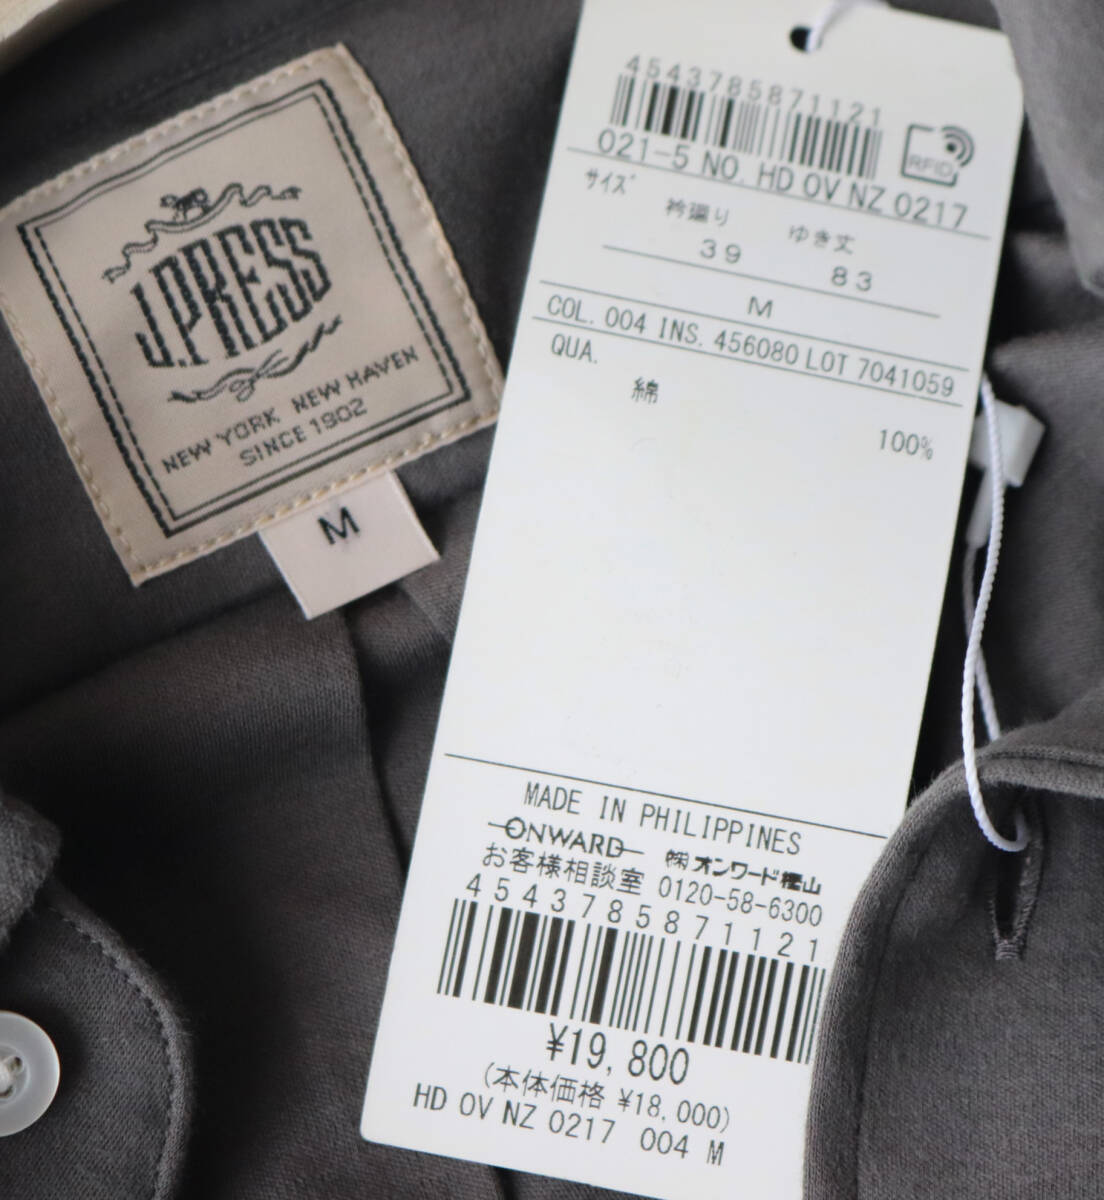 J.PRESS
NEW YORK NEW HAVEN
SINCE 1902
M
4543785871121
021-5 NO. HD OV NZ 0217
RFID
サイズ 衿廻り ゆき丈
39 83
M
COL. 004 INS. 456080 LOT 7041059
QUA.
綿 100%
MADE IN PHILIPPINES
ONWARD ㈱オンワード樫山
お客様相談室 0120-58-6300
4543785871121
¥19,800
(本体価格 ¥18,000)
HD OV NZ 0217 004 M